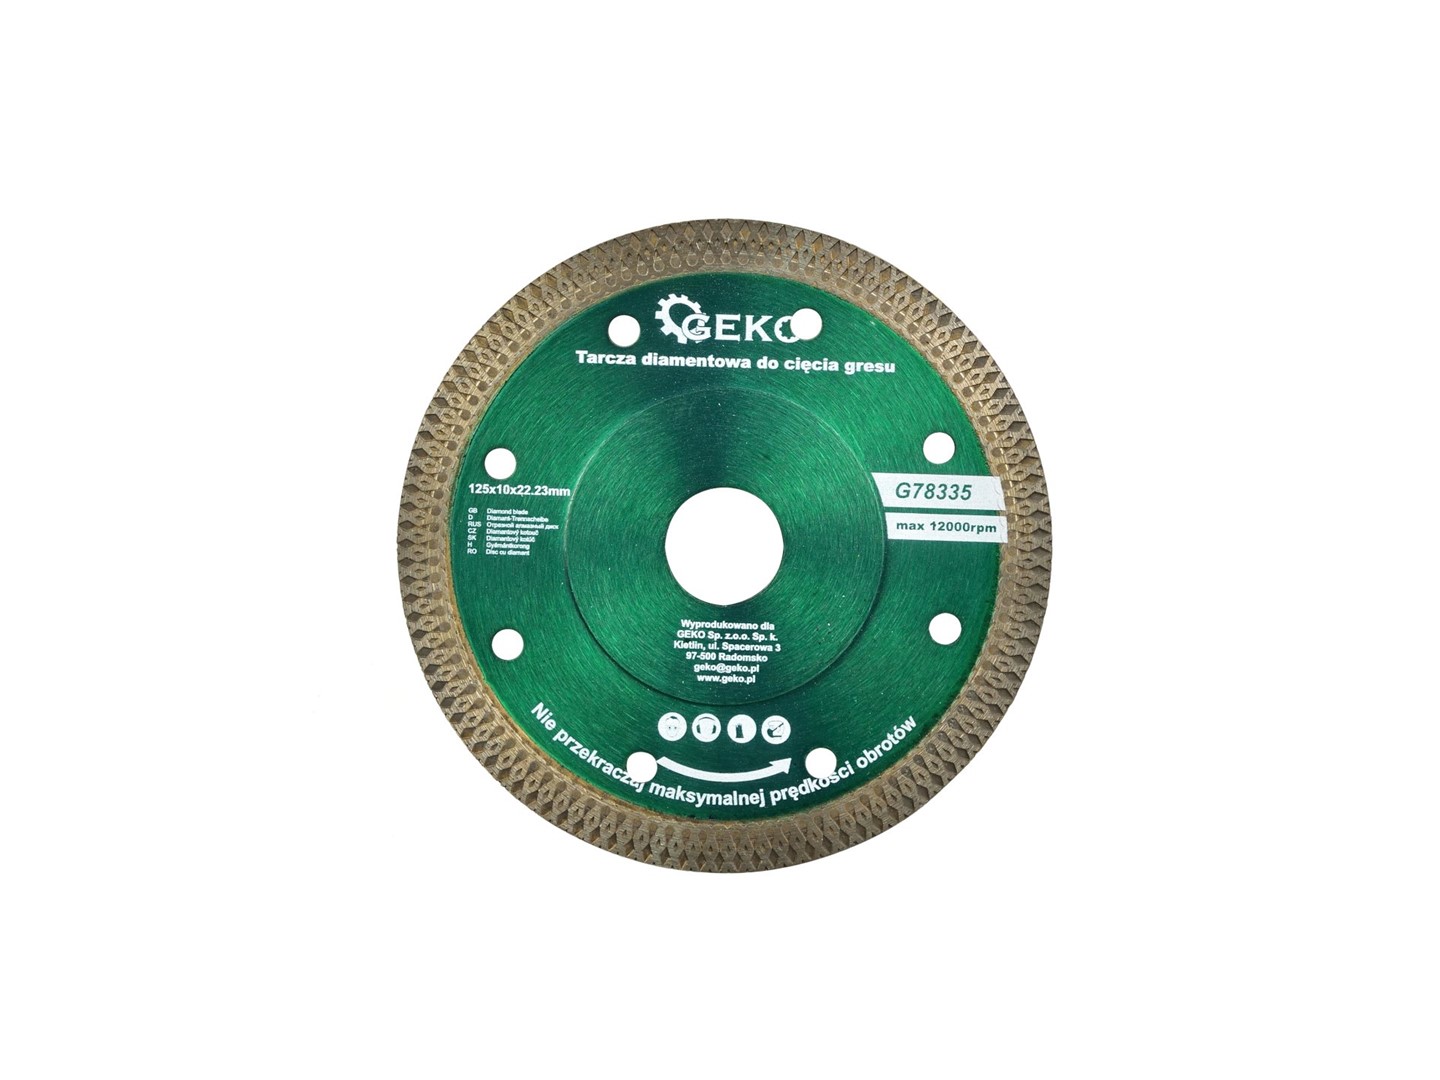 GEKO
Tarcza diamentowa do cięcia gresu
125x10x22.23mm
GB Diamond blade
D Diamant-Trennscheibe
RUS Отразной алмазный диск
CZ Diamantový kotouč
SK Diamantový kotúč
H Gyémántkorong
RO Disc cu diamant
G78335
max 12000rpm
Wyprodukowano dla
GEKO Sp. z.o.o. Sp. k.
Kietlin, ul. Spacerowa 3
97-500 Radomsko
geko@geko.pl
www.geko.pl
Nie przekraczaj maksymalnej prędkości obrotów